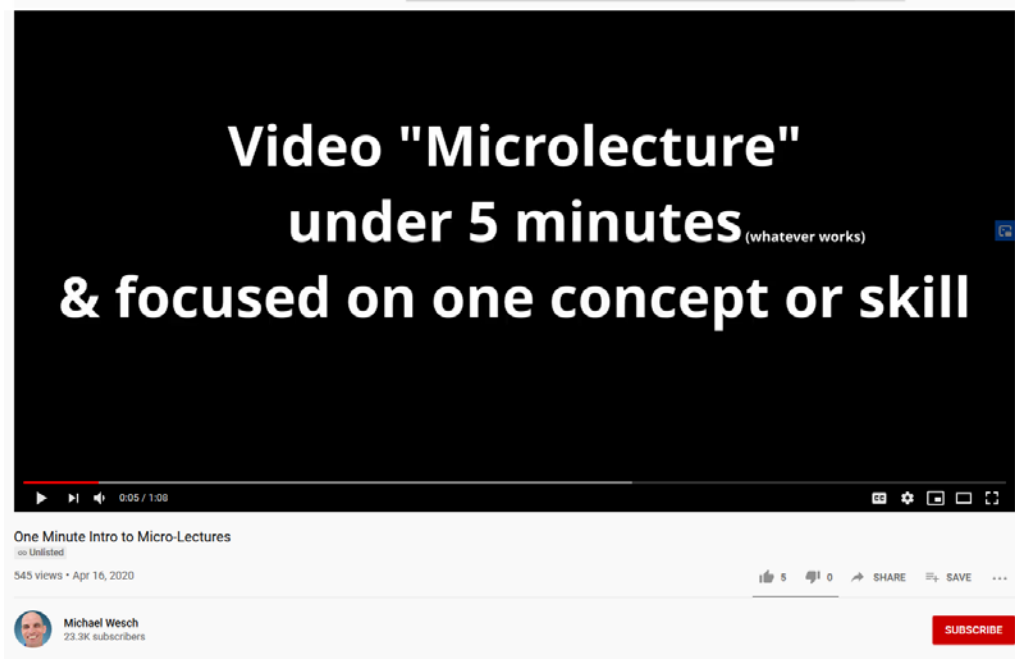 Video "Microlecture"
under 5 minutes (whatever works)
& focused on one concept or skill
0:05 / 1:08
CC
One Minute Intro to Micro-Lectures
Unlisted
545 views • Apr 16, 2020
5 0 SHARE SAVE
Michael Wesch
23.3K subscribers
SUBSCRIBE